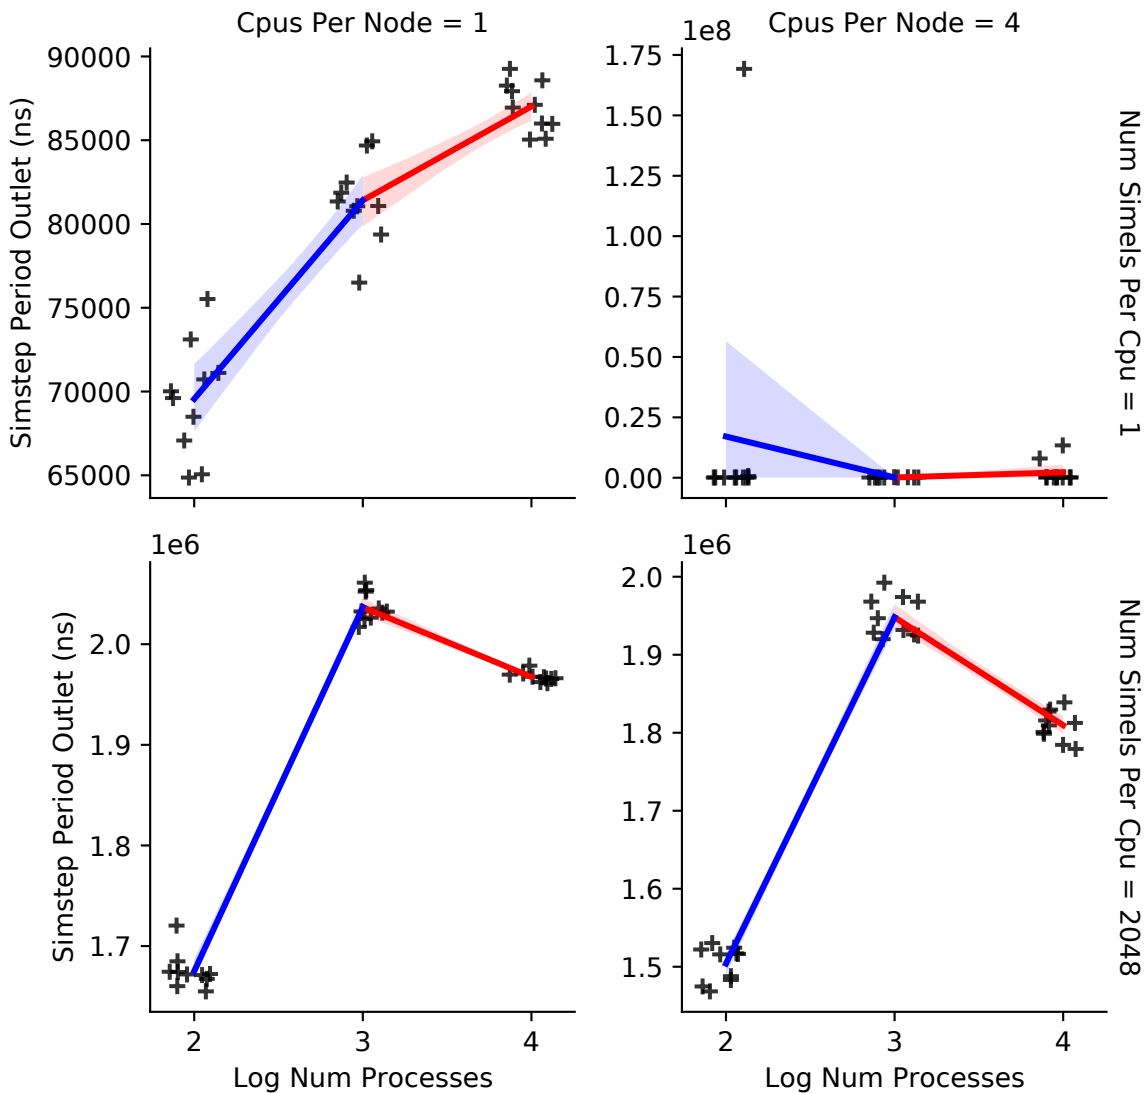 Cpus Per Node = 1
Cpus Per Node = 4
1e8
90000
85000
80000
75000
70000
65000
Simstep Period Outlet (ns)
1.75
1.50
1.25
1.00
0.75
0.50
0.25
0.00
Num Simels Per Cpu = 1
1e6
2.0
1.9
1.8
1.7
Simstep Period Outlet (ns)
2
3
4
Log Num Processes
1e6
2.0
1.9
1.8
1.7
1.6
1.5
2
3
4
Log Num Processes
Num Simels Per Cpu = 2048